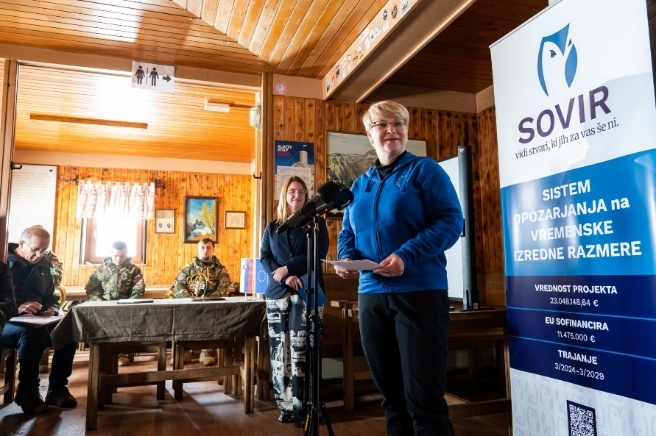 SOVIR
vidi stvari, ki jih za vas še ni.
SISTEM
OPOZARJANJA na
VREMENSKE
IZREDNE RAZMERE
VREDNOST PROJEKTA
23.048.148,64 €
EU SOFINANCIRA
11.475.000 €
TRAJANJE
3/2024–3/2029